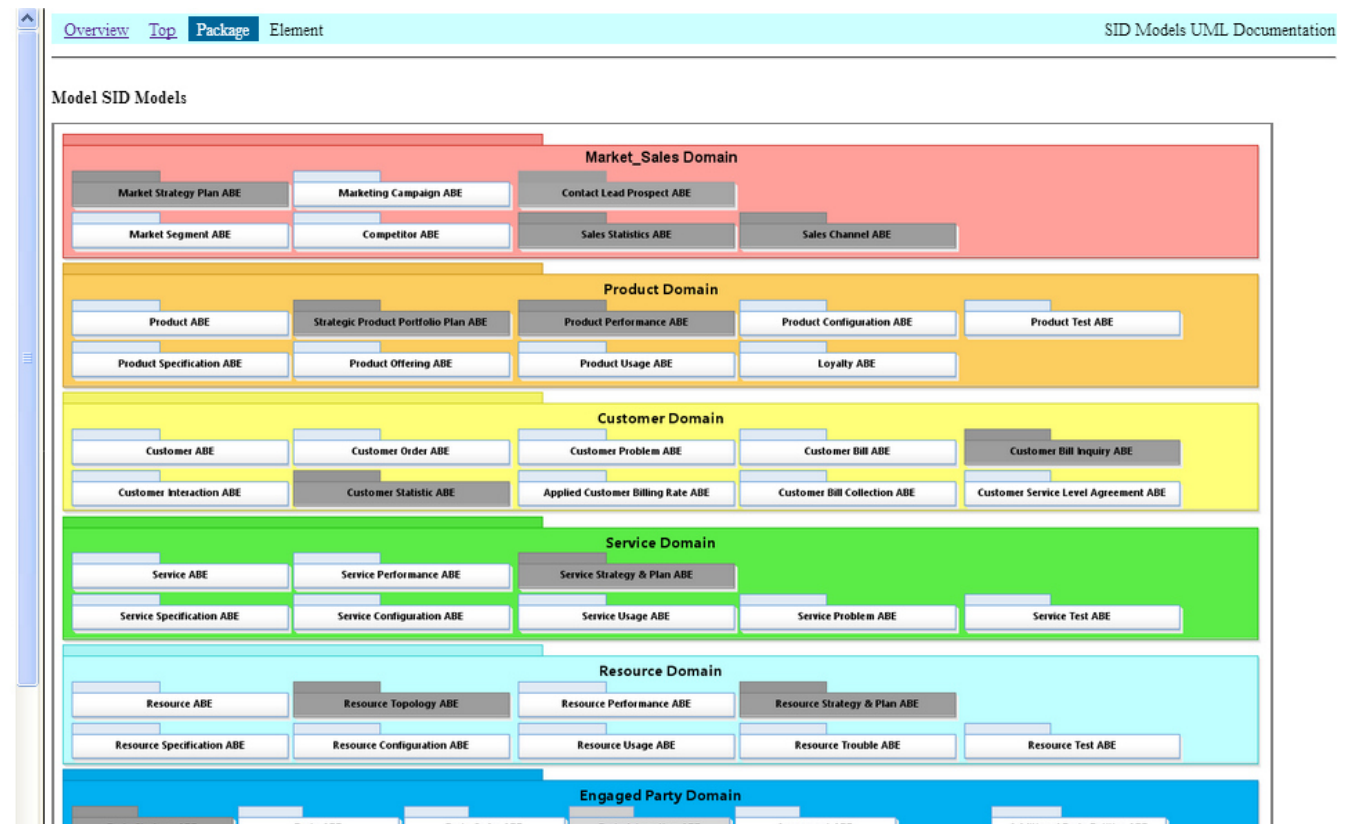 Overview Top Package Element SID Models UML Documentation
Model SID Models
Market_Sales Domain
Market Strategy Plan ABE Marketing Campaign ABE Contact Lead Prospect ABE
Market Segment ABE Competitor ABE Sales Statistics ABE Sales Channel ABE
Product Domain
Product ABE Strategic Product Portfolio Plan ABE Product Performance ABE Product Configuration ABE Product Test ABE
Product Specification ABE Product Offering ABE Product Usage ABE Loyalty ABE
Customer Domain
Customer ABE Customer Order ABE Customer Problem ABE Customer Bill ABE Customer Bill Inquiry ABE
Customer Interaction ABE Customer Statistic ABE Applied Customer Billing Rate ABE Customer Bill Collection ABE Customer Service Level Agreement ABE
Service Domain
Service ABE Service Performance ABE Service Strategy & Plan ABE
Service Specification ABE Service Configuration ABE Service Usage ABE Service Problem ABE Service Test ABE
Resource Domain
Resource ABE Resource Topology ABE Resource Performance ABE Resource Strategy & Plan ABE
Resource Specification ABE Resource Configuration ABE Resource Usage ABE Resource Trouble ABE Resource Test ABE
Engaged Party Domain